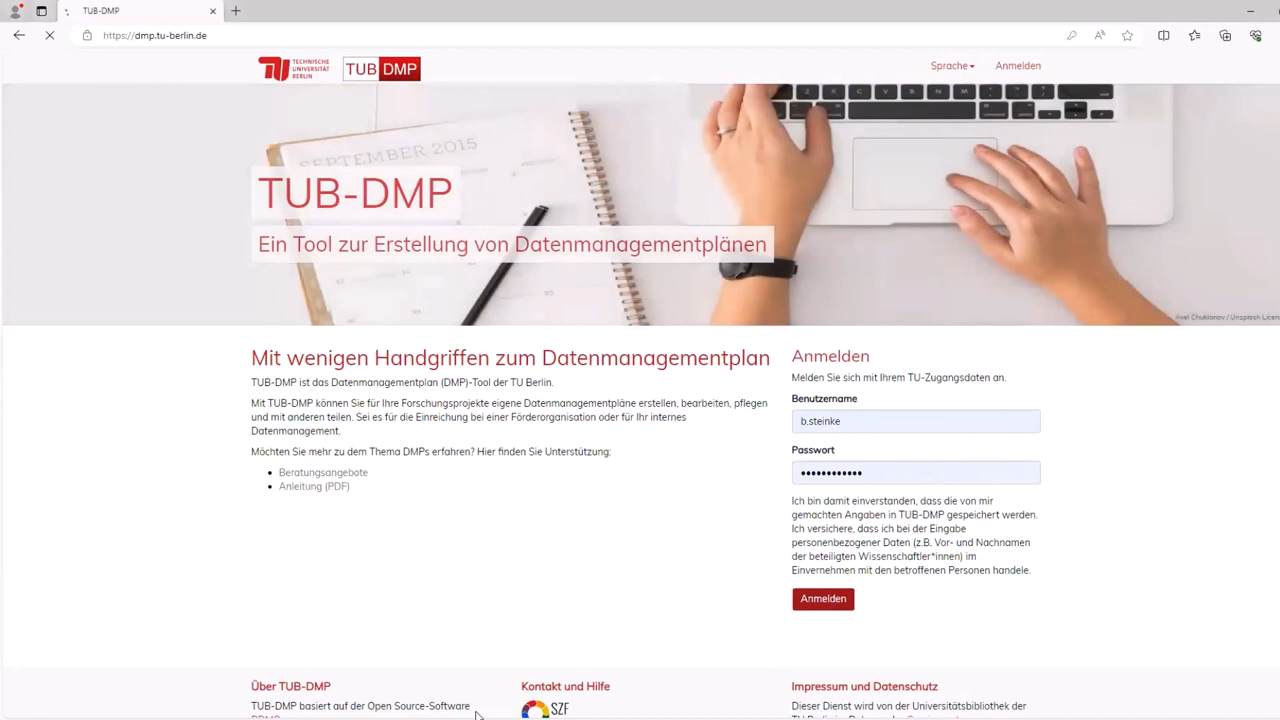 TUB-DMP
https://dmp.tu-berlin.de
TECHNISCHE
UNIVERSITÄT
BERLIN
TUB DMP
Sprache
Anmelden
SEPTEMBER 2015
TUB-DMP
Ein Tool zur Erstellung von Datenmanagementplänen
Axel Chuklanov / Unsplash Licen
Mit wenigen Handgriffen zum Datenmanagementplan
TUB-DMP ist das Datenmanagementplan (DMP)-Tool der TU Berlin.
Mit TUB-DMP können Sie für Ihre Forschungsprojekte eigene Datenmanagementpläne erstellen, bearbeiten, pflegen
und mit anderen teilen. Sei es für die Einreichung bei einer Förderorganisation oder für Ihr internes
Datenmanagement.
Möchten Sie mehr zu dem Thema DMPs erfahren? Hier finden Sie Unterstützung:
Beratungsangebote
Anleitung (PDF)
Anmelden
Melden Sie sich mit Ihrem TU-Zugangsdaten an.
Benutzername
b.steinke
Passwort
••••••••••••
Ich bin damit einverstanden, dass die von mir
gemachten Angaben in TUB-DMP gespeichert werden.
Ich versichere, dass ich bei der Eingabe
personenbezogener Daten (z.B. Vor- und Nachnamen
der beteiligten Wissenschaftler*innen) im
Einvernehmen mit den betroffenen Personen handele.
Anmelden
Über TUB-DMP
TUB-DMP basiert auf der Open Source-Software
Kontakt und Hilfe
SZF
Impressum und Datenschutz
Dieser Dienst wird von der Universitätsbibliothek der